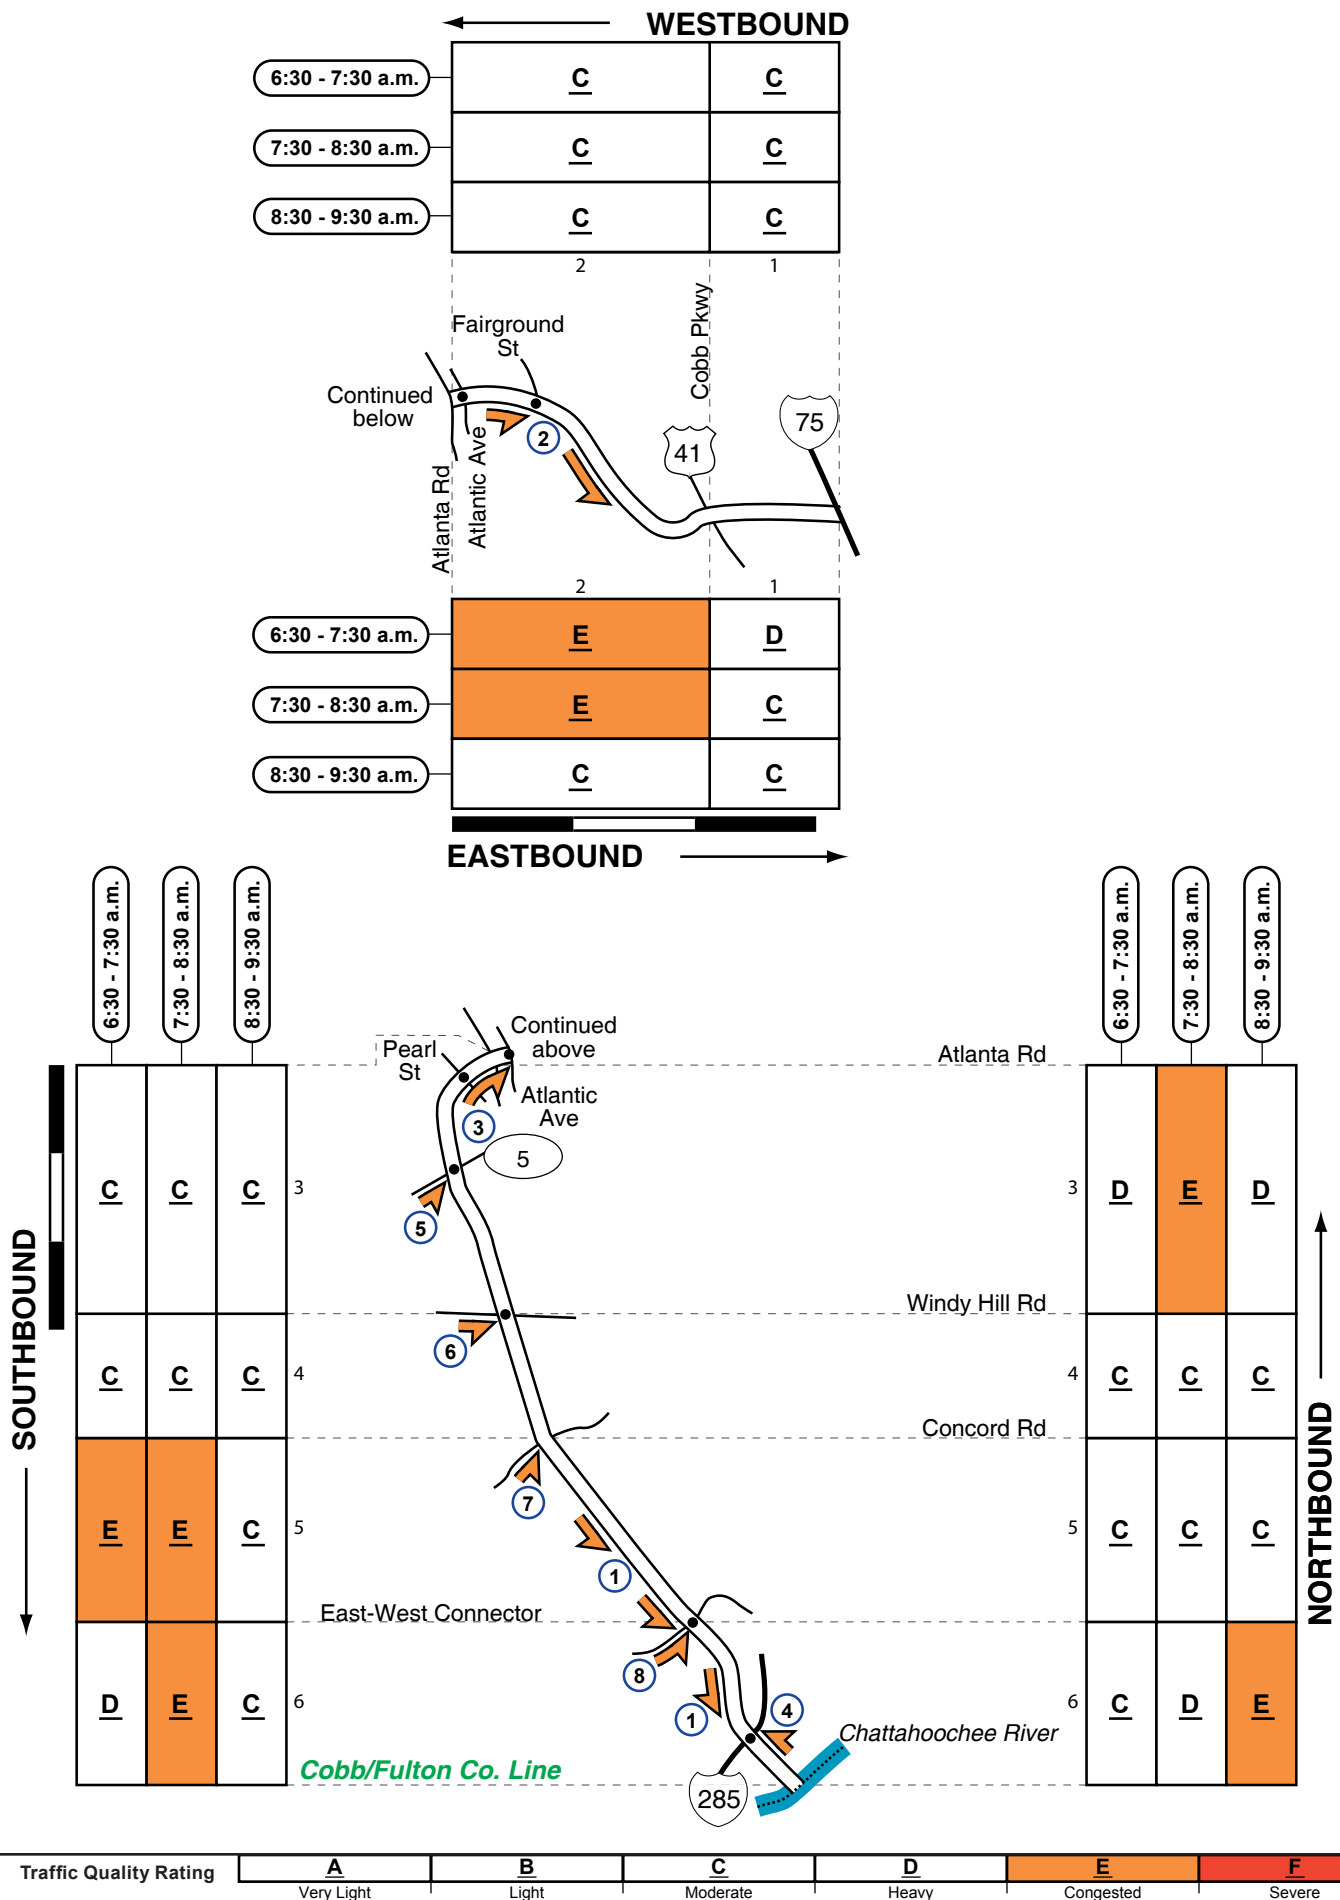 WESTBOUND
6:30 - 7:30 a.m. C C
7:30 - 8:30 a.m. C C
8:30 - 9:30 a.m. C C
2 1
Fairground
St
Cobb Pkwy
Continued
below
75
2
41
Atlanta Rd
Atlantic Ave
2 1
6:30 - 7:30 a.m. E D
7:30 - 8:30 a.m. E C
8:30 - 9:30 a.m. C C
EASTBOUND
6:30 - 7:30 a.m.
7:30 - 8:30 a.m.
8:30 - 9:30 a.m.
6:30 - 7:30 a.m.
7:30 - 8:30 a.m.
8:30 - 9:30 a.m.
Continued
above
Pearl
St
Atlanta Rd
Atlantic
Ave
3
5
C C C 3
3 D E D
5
SOUTHBOUND
NORTHBOUND
Windy Hill Rd
6
C C C 4
4 C C C
Concord Rd
7
E E C 5
5 C C C
1
East-West Connector
8
D E C 6
6 C D E
1
4
Chattahoochee River
Cobb/Fulton Co. Line
285
Traffic Quality Rating A B C D E F
Very Light Light Moderate Heavy Congested Severe